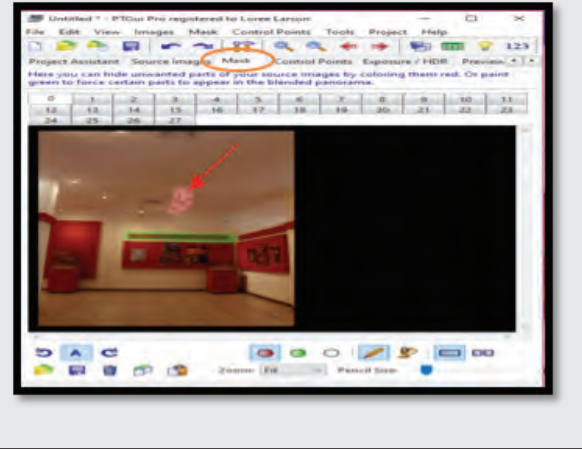 Untitled * - PTGui Pro registered to Loree Larson
File Edit View Images Mask Control Points Tools Project Help
123
Project Assistant Source Images Mask Control Points Exposure / HDR Preview
Here you can hide unwanted parts of your source images by coloring them red. Or paint
green to force certain parts to appear in the blended panorama.
0 1 2 3 4 5 6 7 8 9 10 11
12 13 14 15 16 17 18 19 20 21 22 23
24 25 26 27
A
Zoom: Fit Pencil Size: